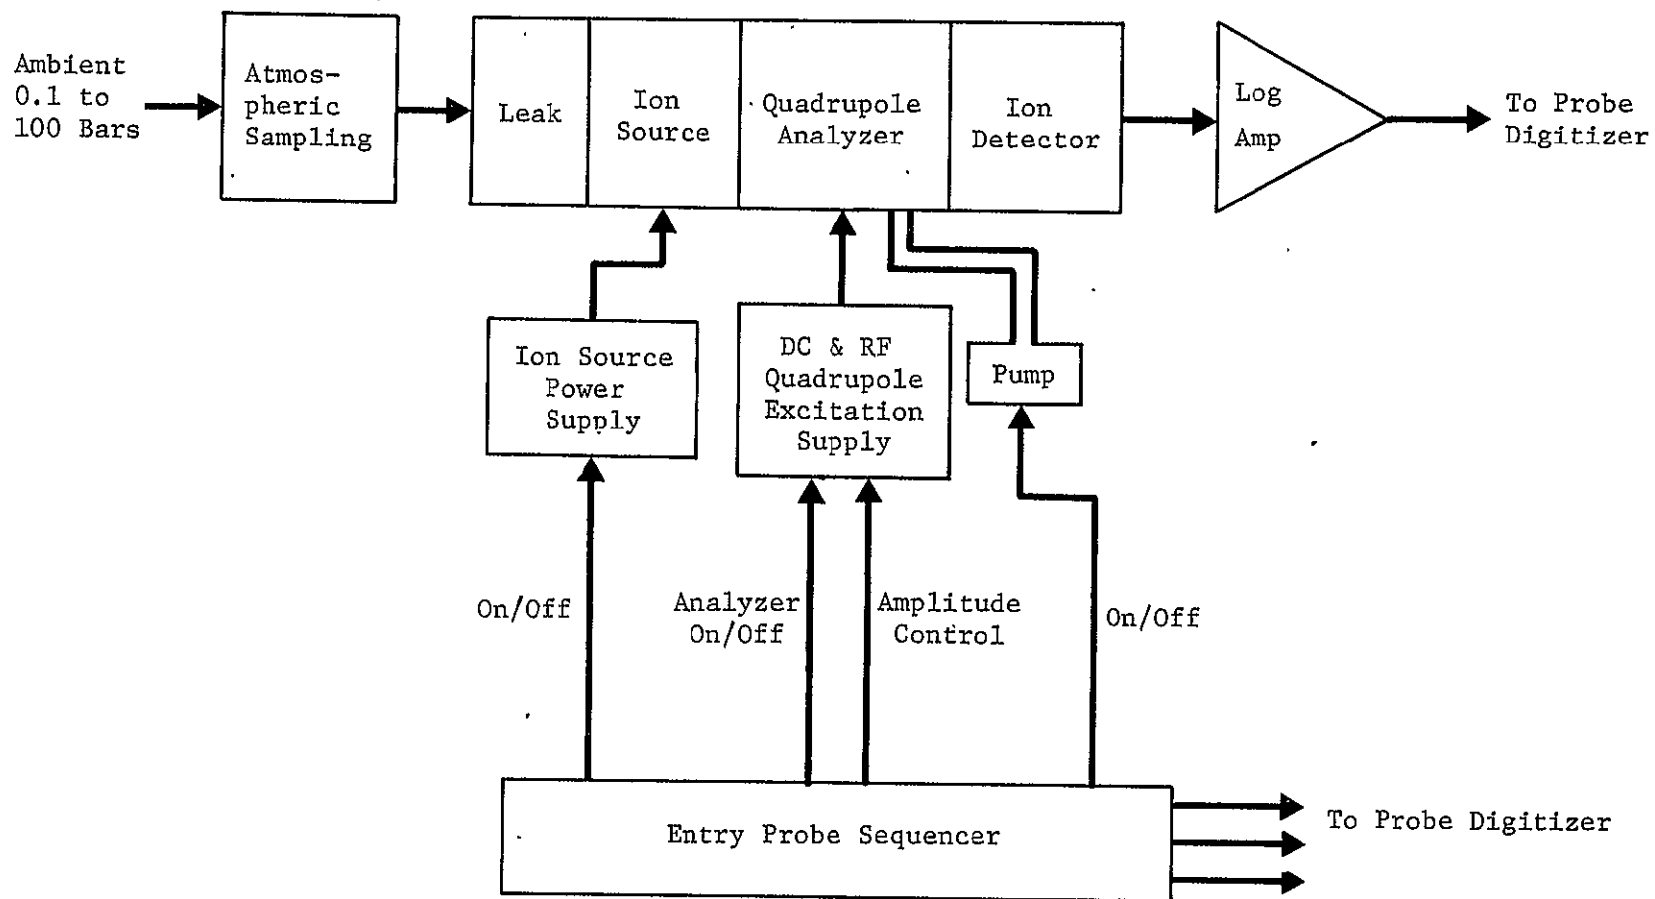 Ambient
0.1 to
100 Bars
Atmos-
pheric
Sampling
Leak
Ion
Source
Quadrupole
Analyzer
Ion
Detector
Log
Amp
To Probe
Digitizer
Ion Source
Power
Supply
DC & RF
Quadrupole
Excitation
Supply
Pump
On/Off
Analyzer
On/Off
Amplitude
Control
On/Off
Entry Probe Sequencer
To Probe Digitizer